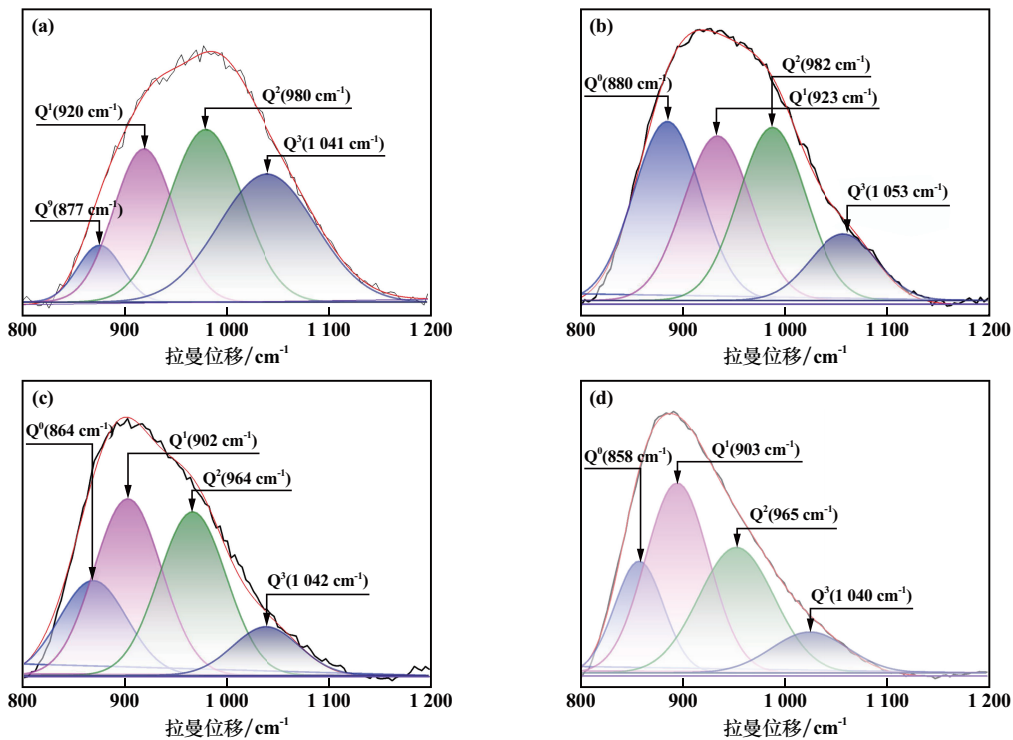 (a)
Q¹(920 cm⁻¹)
Q²(980 cm⁻¹)
Q³(1 041 cm⁻¹)
Q⁰(877 cm⁻¹)
800 900 1 000 1 100 1 200
拉曼位移/cm⁻¹
(b)
Q²(982 cm⁻¹)
Q⁰(880 cm⁻¹)
Q¹(923 cm⁻¹)
Q³(1 053 cm⁻¹)
800 900 1 000 1 100 1 200
拉曼位移/cm⁻¹
(c)
Q⁰(864 cm⁻¹)
Q¹(902 cm⁻¹)
Q²(964 cm⁻¹)
Q³(1 042 cm⁻¹)
800 900 1 000 1 100 1 200
拉曼位移/cm⁻¹
(d)
Q¹(903 cm⁻¹)
Q⁰(858 cm⁻¹)
Q²(965 cm⁻¹)
Q³(1 040 cm⁻¹)
800 900 1 000 1 100 1 200
拉曼位移/cm⁻¹